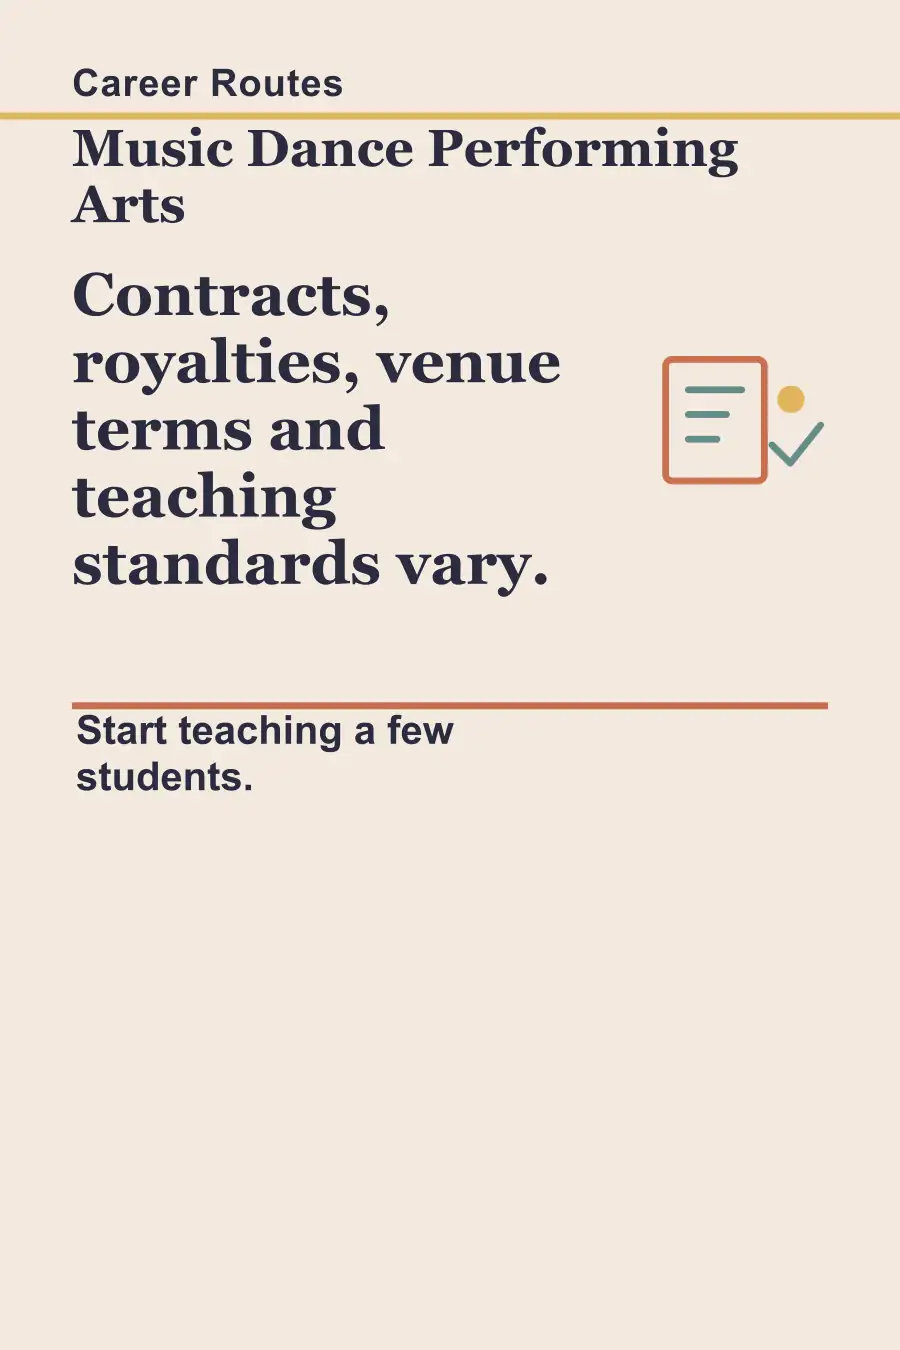 Career Routes
Music Dance Performing
Arts
Contracts,
royalties, venue
terms and
teaching
standards vary.
Start teaching a few
students.